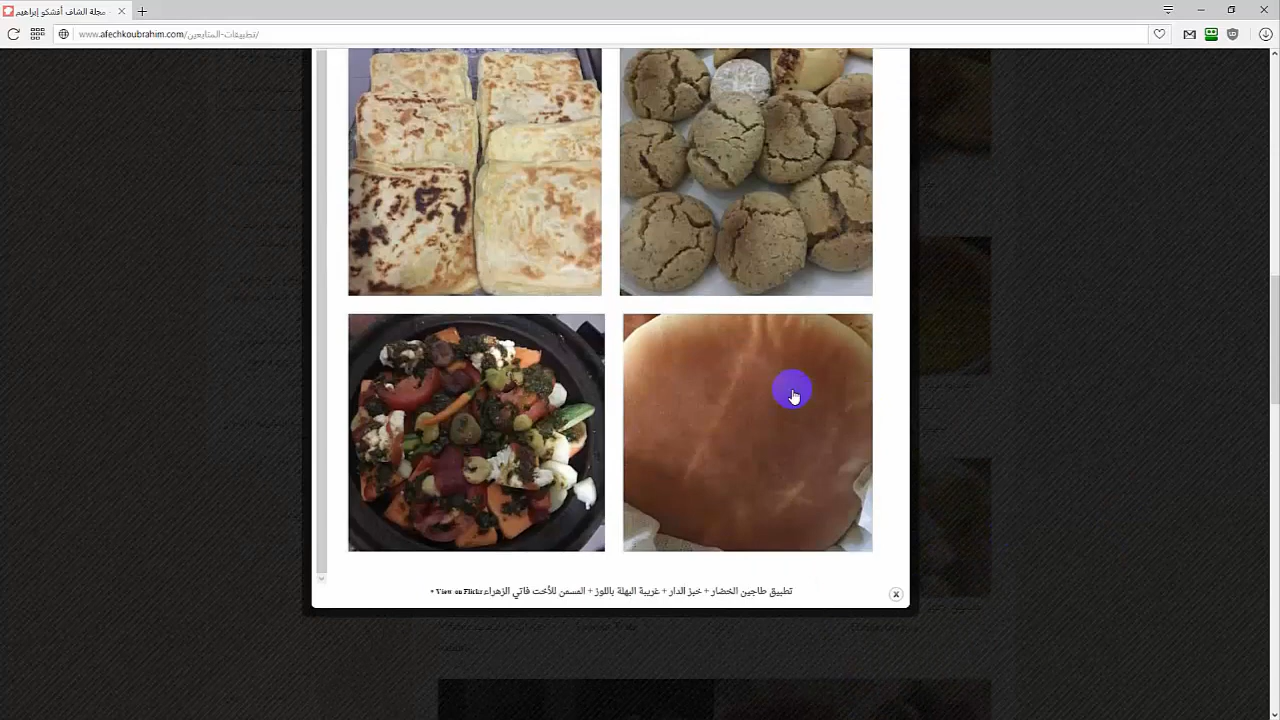 مجلة الشاف أفشكو إبراهيم
www.afechkoubrahim.com/تطبيقات-المتابعين/
تطبيق طاجين الخضار + خبز الدار + غريبة البهلة باللوز + المسمن للأخت فاتي الزهراء View on Flickr •
x